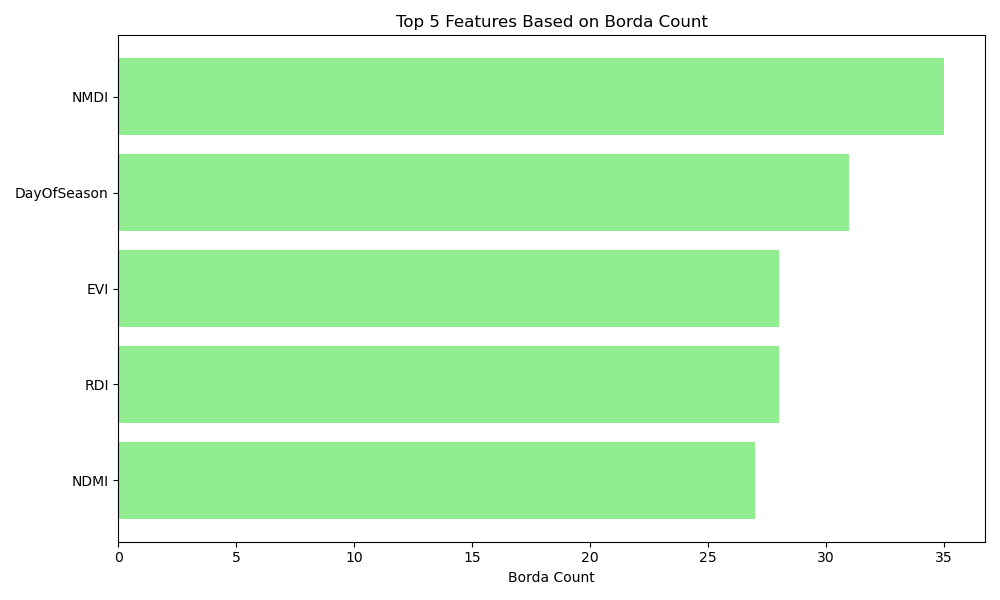 Top 5 Features Based on Borda Count
NMDI
DayOfSeason
EVI
RDI
NDMI
0 5 10 15 20 25 30 35
Borda Count